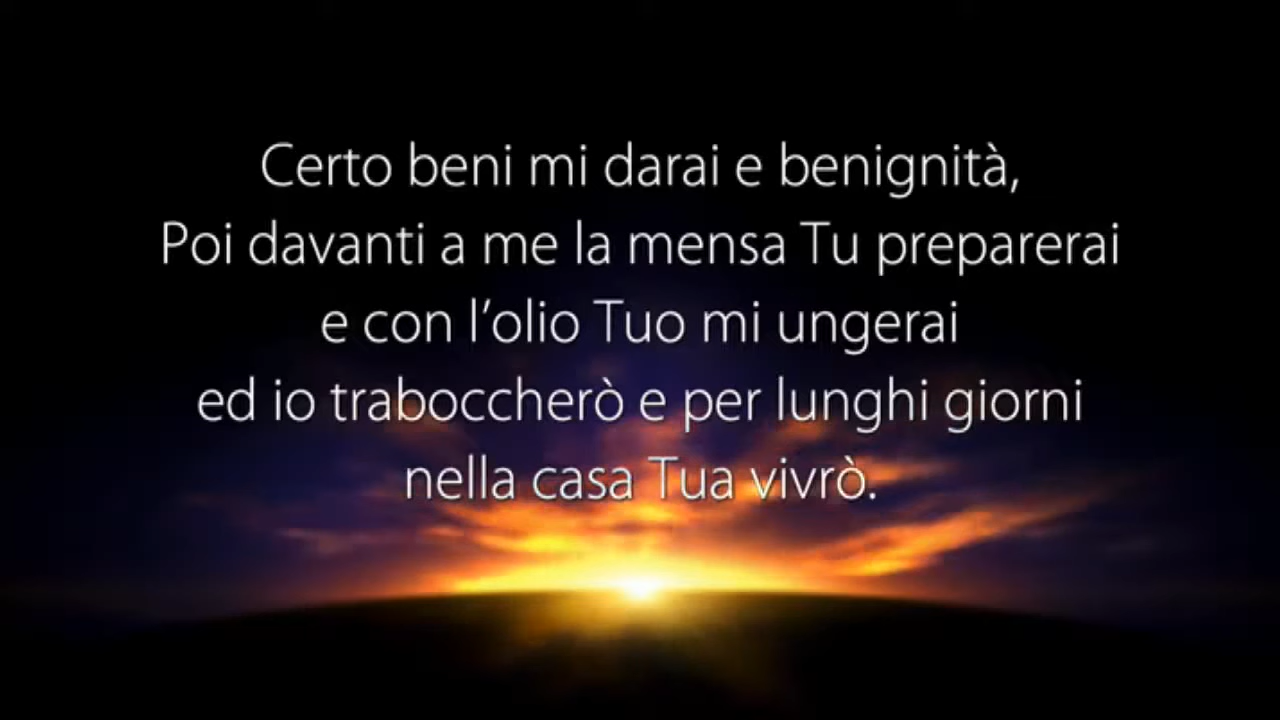 Certo beni mi darai e benignità,
Poi davanti a me la mensa Tu preparerai
e con l’olio Tuo mi ungerai
ed io traboccherò e per lunghi giorni
nella casa Tua vivrò.